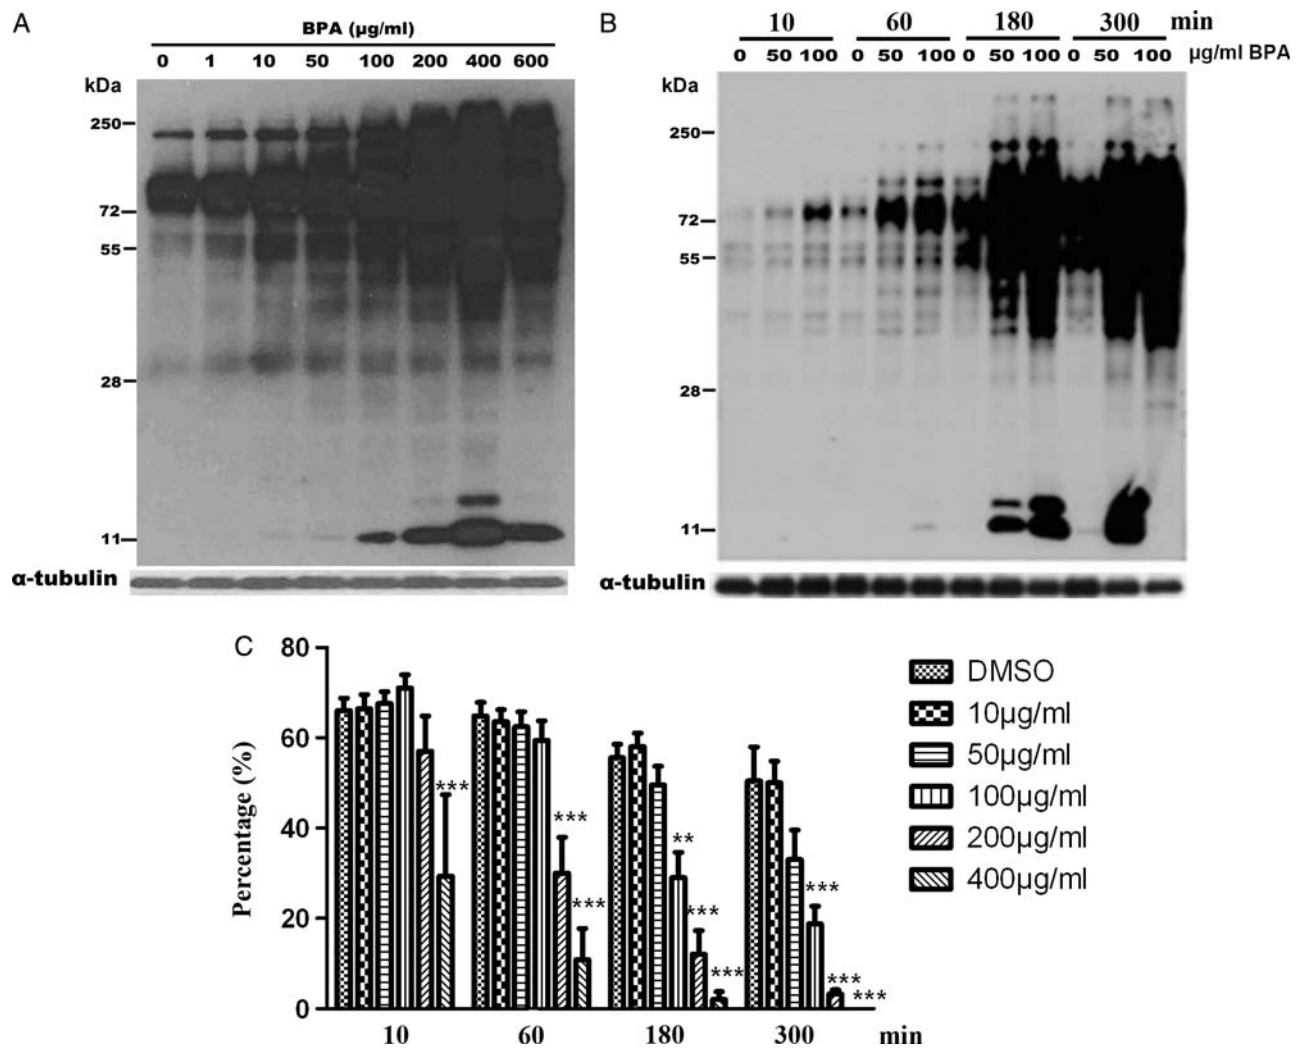 A
BPA (µg/ml)
0 1 10 50 100 200 400 600
kDa
250
72
55
28
11
α-tubulin
B
10 60 180 300 min
0 50 100 0 50 100 0 50 100 0 50 100 µg/ml BPA
kDa
250
72
55
28
11
α-tubulin
C
Percentage (%)
80
60
40
20
0
***
***
***
**
***
***
***
***
***
10 60 180 300 min
DMSO
10µg/ml
50µg/ml
100µg/ml
200µg/ml
400µg/ml